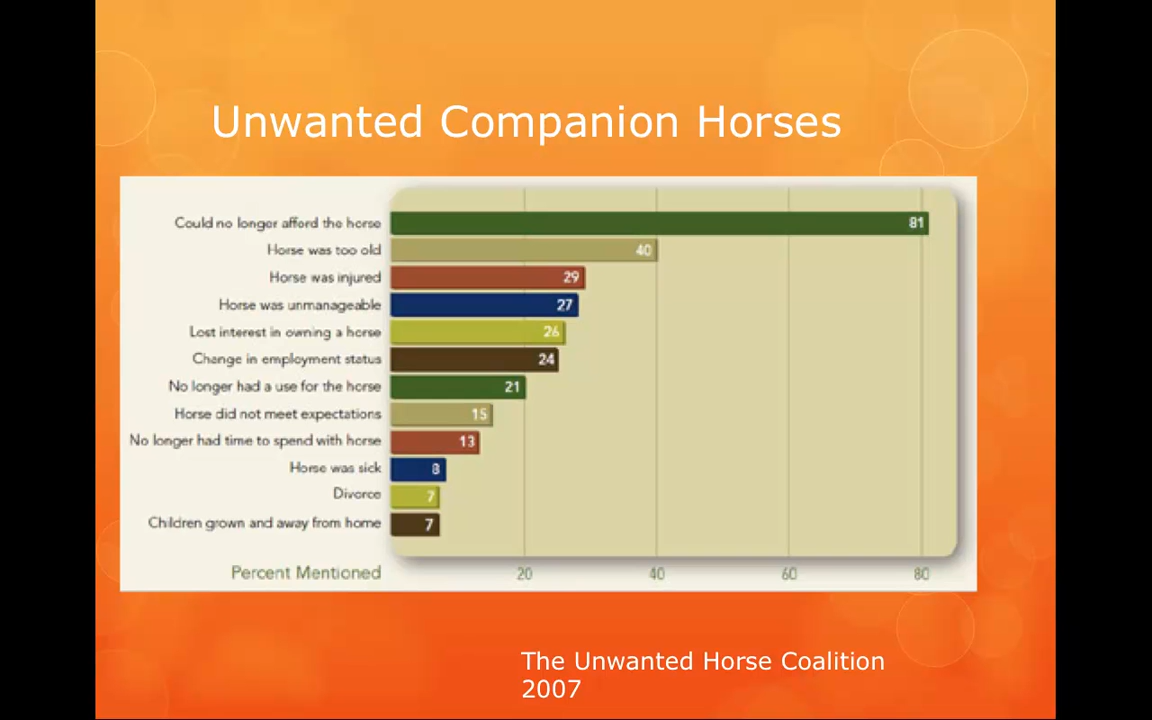 Unwanted Companion Horses
Could no longer afford the horse 81
Horse was too old 40
Horse was injured 29
Horse was unmanageable 27
Lost interest in owning a horse 26
Change in employment status 24
No longer had a use for the horse 21
Horse did not meet expectations 15
No longer had time to spend with horse 13
Horse was sick 8
Divorce 7
Children grown and away from home 7
Percent Mentioned 20 40 60 80
The Unwanted Horse Coalition
2007